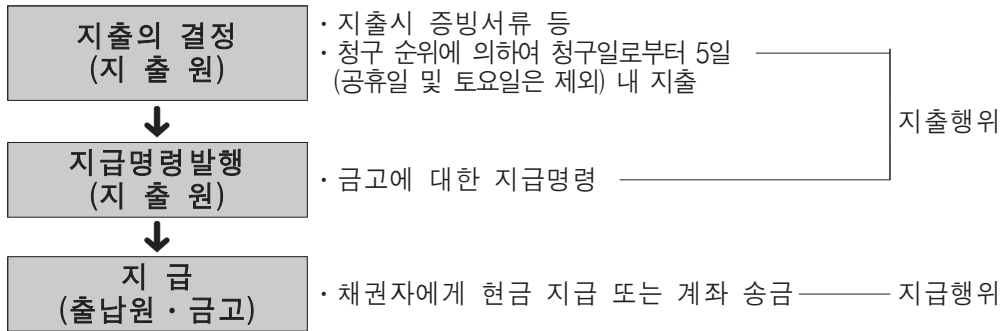 지출의 결정
(지 출 원)
· 지출시 증빙서류 등
· 청구 순위에 의하여 청구일로부터 5일
(공휴일 및 토요일은 제외) 내 지출
지출행위
지급명령발행
(지 출 원)
· 금고에 대한 지급명령
지 급
(출납원 · 금고)
· 채권자에게 현금 지급 또는 계좌 송금
지급행위